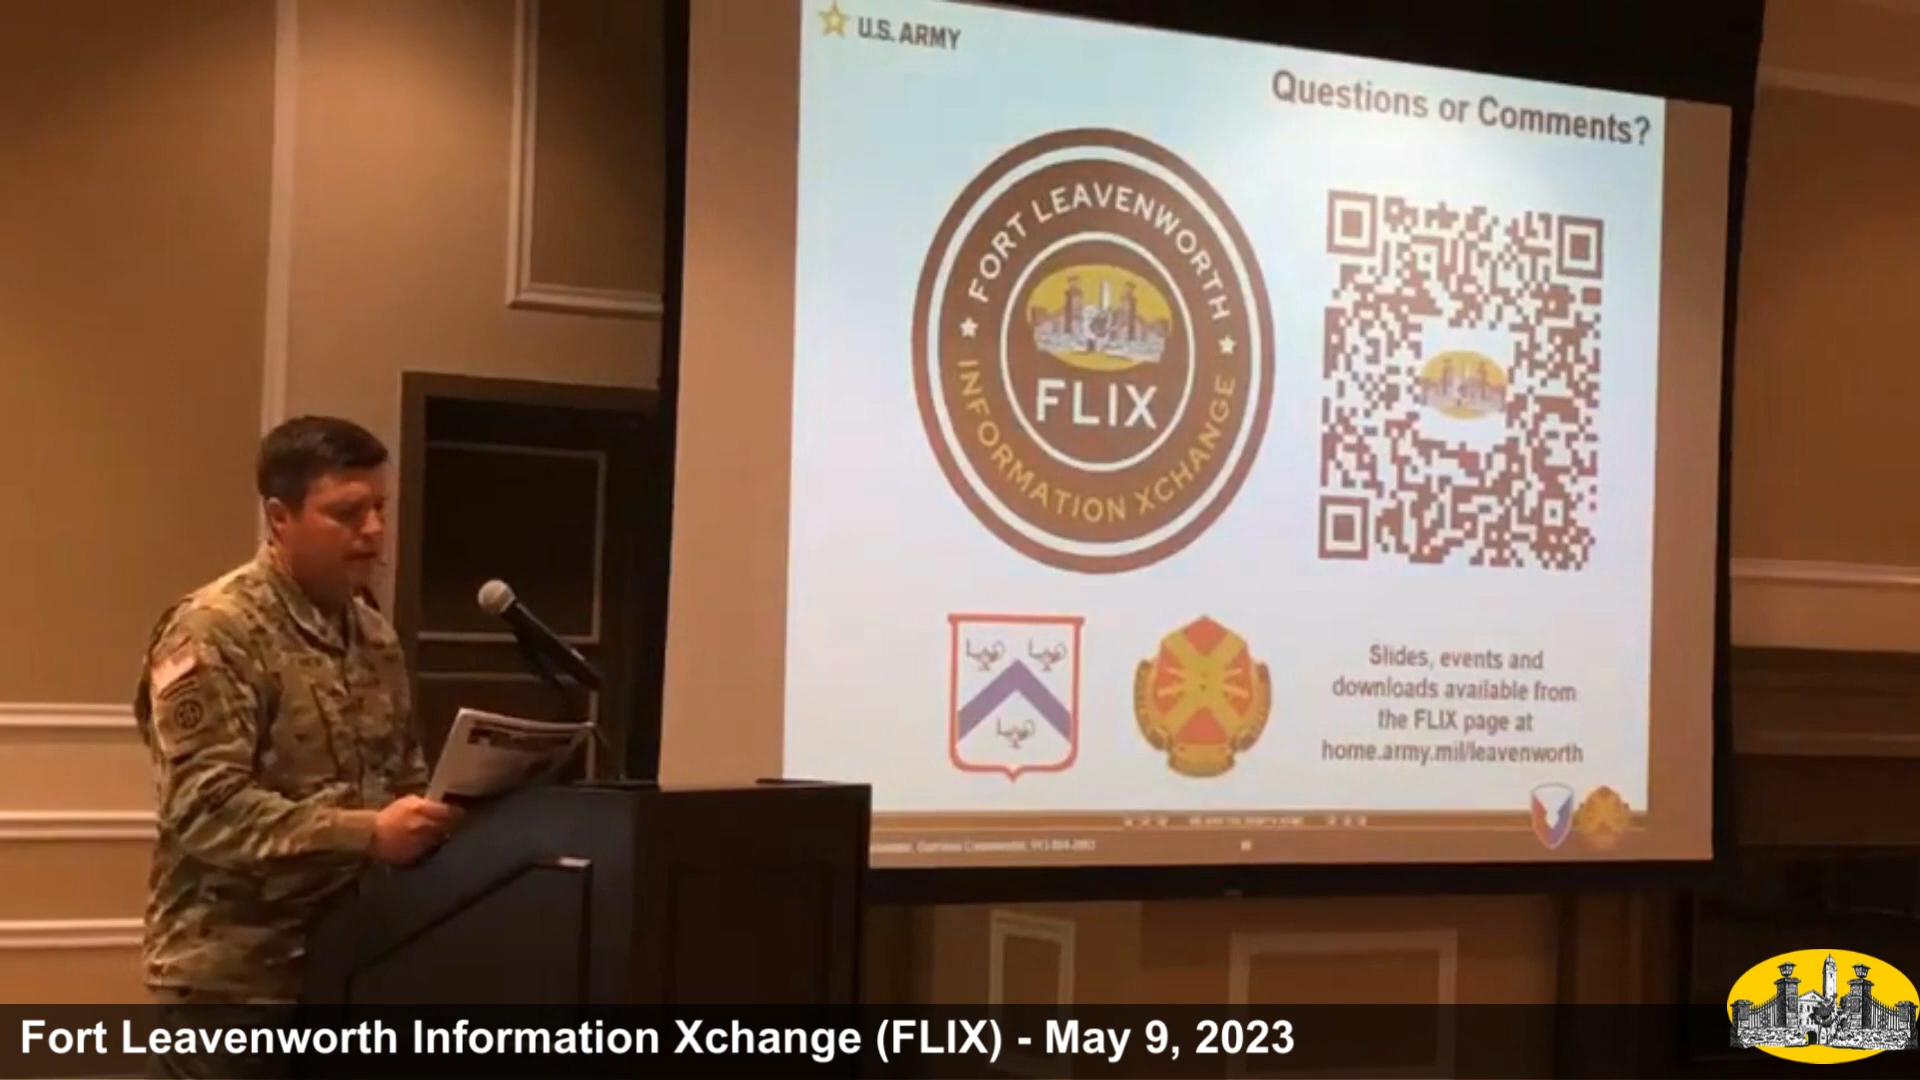 U.S. ARMY
Questions or Comments?
FORT LEAVENWORTH
FLIX
INFORMATION XCHANGE
Slides, events and
downloads available from
the FLIX page at
home.army.mil/leavenworth
Fort Leavenworth Information Xchange (FLIX) - May 9, 2023